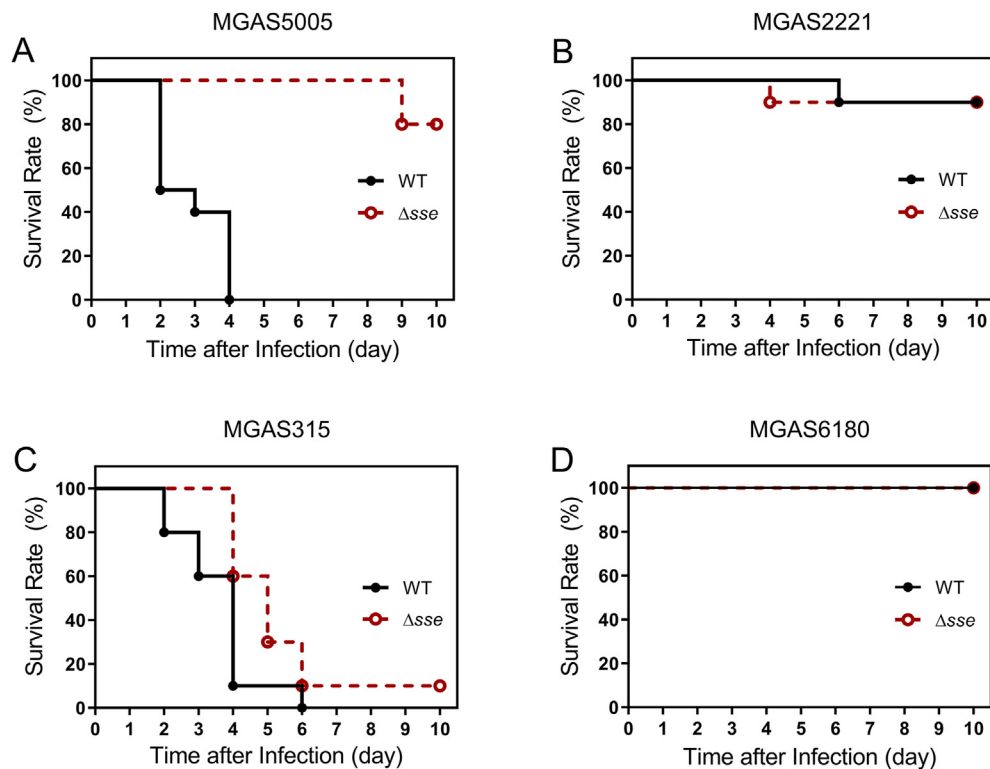 MGAS5005
A
Survival Rate (%)
100
80
60
40
20
0
WT
Δsse
0 1 2 3 4 5 6 7 8 9 10
Time after Infection (day)
MGAS2221
B
Survival Rate (%)
100
80
60
40
20
0
WT
Δsse
0 1 2 3 4 5 6 7 8 9 10
Time after Infection (day)
MGAS315
C
Survival Rate (%)
100
80
60
40
20
0
WT
Δsse
0 1 2 3 4 5 6 7 8 9 10
Time after Infection (day)
MGAS6180
D
Survival Rate (%)
100
80
60
40
20
0
WT
Δsse
0 1 2 3 4 5 6 7 8 9 10
Time after Infection (day)